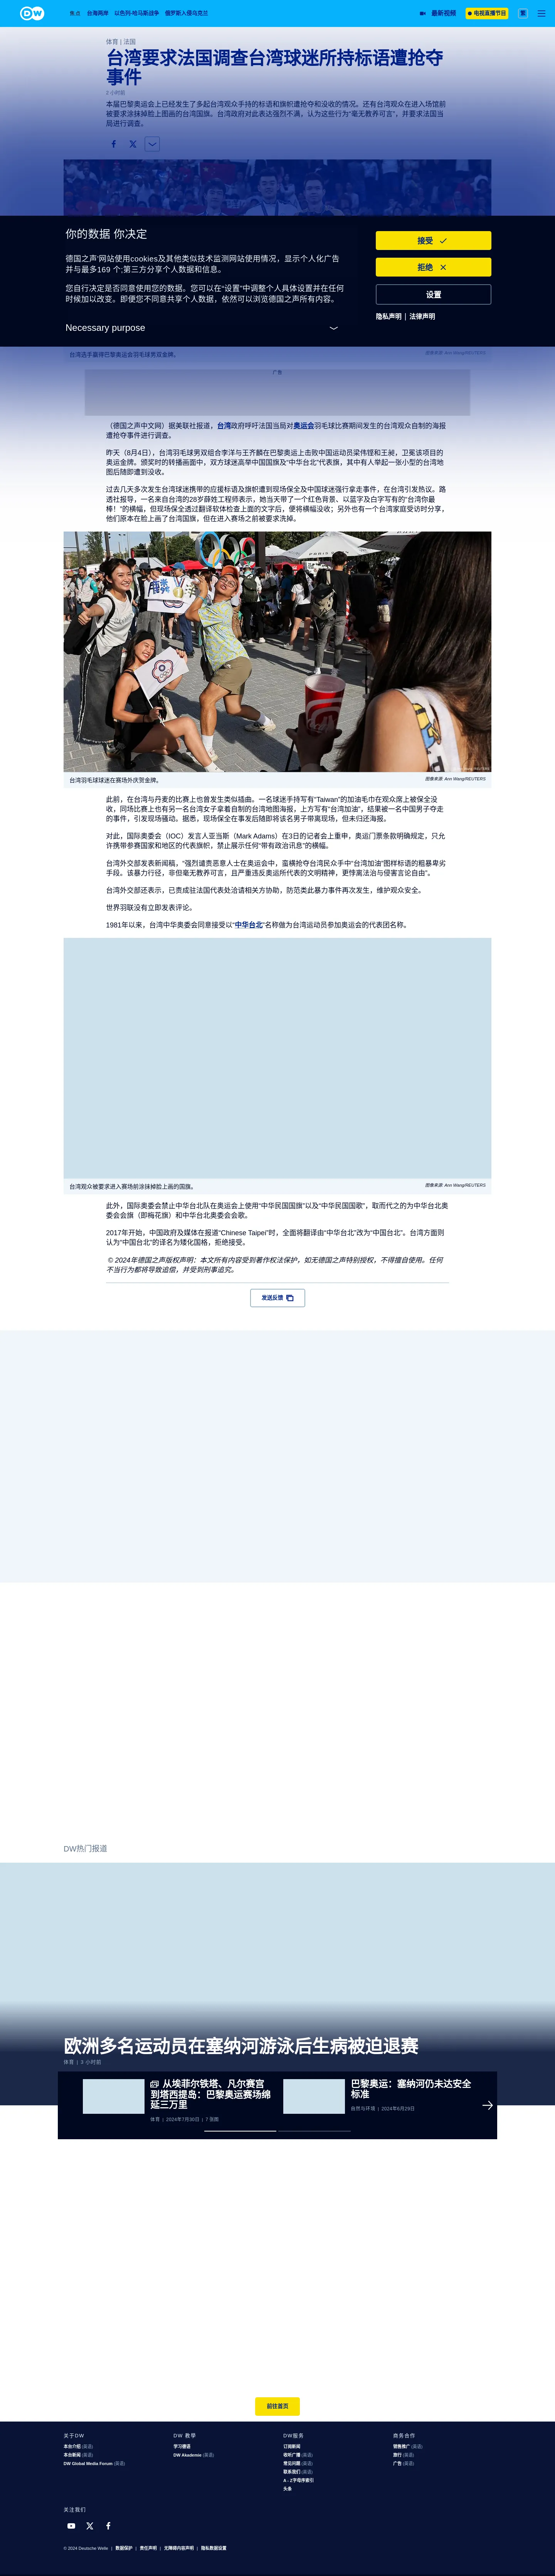 DW
焦点 台海两岸 以色列-哈马斯战争 俄罗斯入侵乌克兰 最新视频 电视直播节目 繁
体育 | 法国
台湾要求法国调查台湾球迷所持标语遭抢夺
事件
2 小时前
本届巴黎奥运会上已经发生了多起台湾观众手持的标语和旗帜遭抢夺和没收的情况。还有台湾观众在进入场馆前
被要求涂抹掉脸上图画的台湾国旗。台湾政府对此表达强烈不满，认为这些行为“毫无教养可言”，并要求法国当
局进行调查。
你的数据 你决定
德国之声'网站使用cookies及其他类似技术监测网站使用情况，显示个人化广告
并与最多169 个;第三方分享个人数据和信息。
您自行决定是否同意使用您的数据。您可以在“设置”中调整个人具体设置并在任何
时候加以改变。即便您不同意共享个人数据，依然可以浏览德国之声所有内容。
Necessary purpose
接受
拒绝
设置
隐私声明 | 法律声明
台湾选手赢得巴黎奥运会羽毛球男双金牌。
图像来源: Ann Wang/REUTERS
广告
（德国之声中文网）据美联社报道，台湾政府呼吁法国当局对奥运会羽毛球比赛期间发生的台湾观众自制的海报
遭抢夺事件进行调查。
昨天（8月4日），台湾羽毛球男双组合李洋与王齐麟在巴黎奥运上击败中国运动员梁伟铿和王昶，卫冕该项目的
奥运金牌。颁奖时的转播画面中，双方球迷高举中国国旗及“中华台北”代表旗，其中有人举起一张小型的台湾地
图后随即遭到没收。
过去几天多次发生台湾球迷携带的应援标语及旗帜遭到现场保全及中国球迷强行拿走事件，在台湾引发热议。路
透社报导，一名来自台湾的28岁薛姓工程师表示，她当天带了一个红色背景、以蓝字及白字写有的“台湾你最
棒！”的横幅，但现场保全透过翻译软体检查上面的文字后，便将横幅没收；另外也有一个台湾家庭受访时分享，
他们原本在脸上画了台湾国旗，但在进入赛场之前被要求洗掉。
台湾羽毛球球迷在赛场外庆贺金牌。
图像来源: Ann Wang/REUTERS
此前，在台湾与丹麦的比赛上也曾发生类似插曲。一名球迷手持写有“Taiwan”的加油毛巾在观众席上被保全没
收，同场比赛上也有另一名台湾女子拿着自制的台湾地图海报，上方写有“台湾加油”，结果被一名中国男子夺走
的事件，引发现场骚动。据悉，现场保全在事发后随即将该名男子带离现场，但未归还海报。
对此，国际奥委会（IOC）发言人亚当斯（Mark Adams）在3日的记者会上重申，奥运门票条款明确规定，只允
许携带参赛国家和地区的代表旗帜，禁止展示任何“带有政治讯息”的横幅。
台湾外交部发表新闻稿，“强烈谴责恶意人士在奥运会中，蛮横抢夺台湾民众手中“台湾加油”图样标语的粗暴卑劣
手段。该暴力行径，非但毫无教养可言，且严重违反奥运所代表的文明精神，更悖离法治与侵害言论自由”。
台湾外交部还表示，已责成驻法国代表处洽请相关方协助，防范类此暴力事件再次发生，维护观众安全。
世界羽联没有立即发表评论。
1981年以来，台湾中华奥委会同意接受以“中华台北”名称做为台湾运动员参加奥运会的代表团名称。
台湾观众被要求进入赛场前涂抹掉脸上画的国旗。
图像来源: Ann Wang/REUTERS
此外，国际奥委会禁止中华台北队在奥运会上使用“中华民国国旗”以及“中华民国国歌”，取而代之的为中华台北奥
委会会旗（即梅花旗）和中华台北奥委会会歌。
2017年开始，中国政府及媒体在报道“Chinese Taipei”时，全面将翻译由“中华台北”改为“中国台北”。台湾方面则
认为“中国台北”的译名为矮化国格，拒绝接受。
© 2024年德国之声版权声明：本文所有内容受到著作权法保护，如无德国之声特别授权，不得擅自使用。任何
不当行为都将导致追偿，并受到刑事追究。
发送反馈
DW热门报道
欧洲多名运动员在塞纳河游泳后生病被迫退赛
体育 | 3 小时前
从埃菲尔铁塔、凡尔赛宫
到塔西提岛：巴黎奥运赛场绵
延三万里
体育 | 2024年7月30日 | 7 张图
巴黎奥运：塞纳河仍未达安全
标准
自然与环境 | 2024年6月29日
前往首页
关于DW
本台介绍 (英语)
本台新闻 (英语)
DW Global Media Forum (英语)
DW 教学
学习德语
DW Akademie (英语)
DW服务
订阅新闻
收听广播 (英语)
常见问题 (英语)
联系我们 (英语)
A - Z字母序索引
头条
商务合作
销售推广 (英语)
旅行 (英语)
广告 (英语)
关注我们
© 2024 Deutsche Welle | 数据保护 | 责任声明 | 无障碍内容声明 | 隐私数据设置